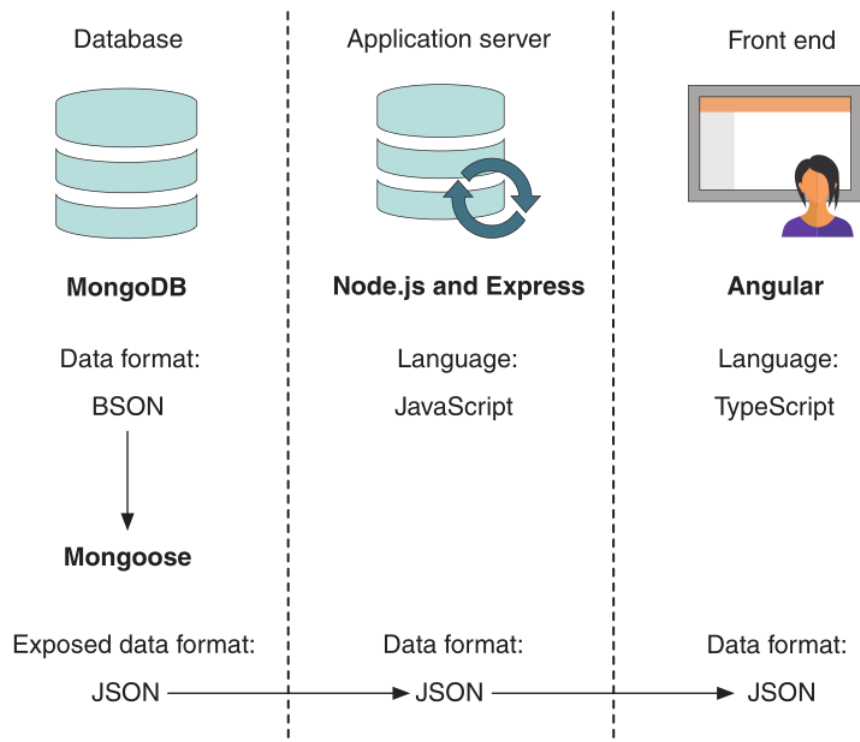 Database
Application server
Front end
MongoDB
Node.js and Express
Angular
Data format:
Language:
Language:
BSON
JavaScript
TypeScript
Mongoose
Exposed data format:
Data format:
Data format:
JSON
JSON
JSON